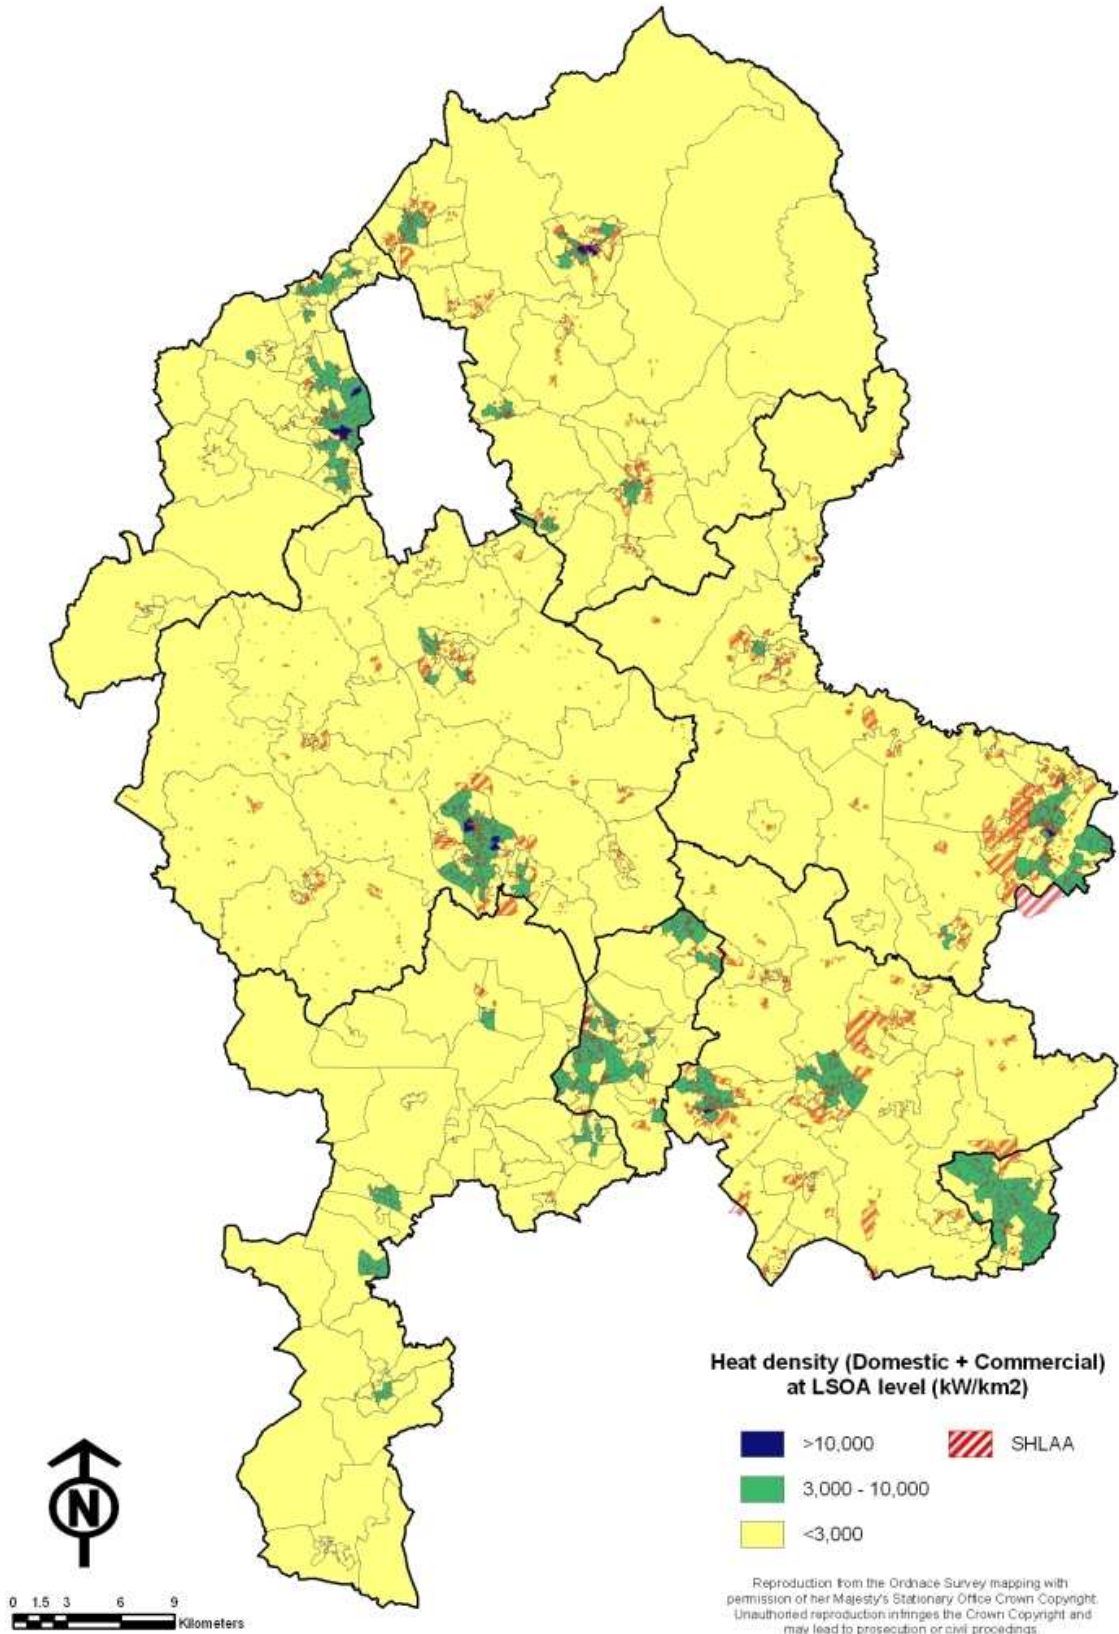 Heat density (Domestic + Commercial)
at LSOA level (kW/km2)
>10,000
SHLAA
3,000 - 10,000
<3,000
N
0 1.5 3 6 9
Kilometers
Reproduction from the Ordnace Survey mapping with
permission of her Majesty's Stationary Office Crown Copyright.
Unauthoried reproduction infringes the Crown Copyright and
may lead to prosecution or civil procedings.